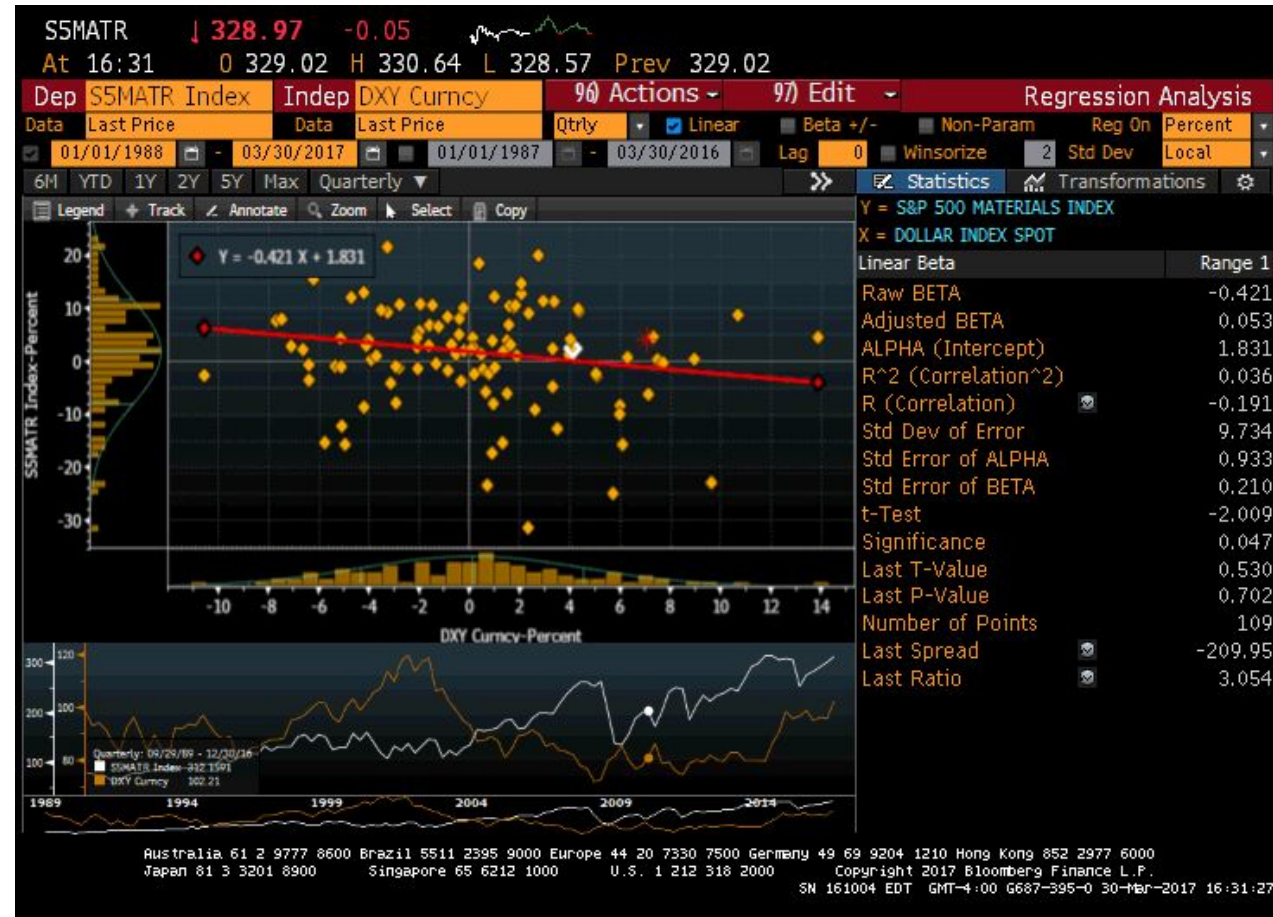 S5MATR ↓ 328.97 -0.05
At 16:31 O 329.02 H 330.64 L 328.57 Prev 329.02
Dep S5MATR Index Indep DXY Curncy 96) Actions 97) Edit Regression Analysis
Data Last Price Data Last Price Qtrly Linear Beta +/- Non-Param Reg On Percent
01/01/1988 - 03/30/2017 01/01/1987 - 03/30/2016 Lag 0 Winsorize 2 Std Dev Local
6M YTD 1Y 2Y 5Y Max Quarterly ▼ >> Statistics Transformations
Legend Track Annotate Zoom Select Copy
Y = S&P 500 MATERIALS INDEX
X = DOLLAR INDEX SPOT
Linear Beta Range 1
Raw BETA -0.421
Adjusted BETA 0.053
ALPHA (Intercept) 1.831
R^2 (Correlation^2) 0.036
R (Correlation) -0.191
Std Dev of Error 9.734
Std Error of ALPHA 0.933
Std Error of BETA 0.210
t-Test -2.009
Significance 0.047
Last T-Value 0.530
Last P-Value 0.702
Number of Points 109
Last Spread -209.95
Last Ratio 3.054
Y = -0.421 X + 1.831
S5MATR Index-Percent
20
10
0
-10
-20
-30
-10 -8 -6 -4 -2 0 2 4 6 8 10 12 14
DXY Curncy-Percent
300 120
200 100
100 80
Quarterly: 09/29/89 - 12/30/16
S5MATR Index 312.1591
DXY Curncy 102.21
1989 1994 1999 2004 2009 2014
Australia 61 2 9777 8600 Brazil 5511 2395 9000 Europe 44 20 7330 7500 Germany 49 69 9204 1210 Hong Kong 852 2977 6000
Japan 81 3 3201 8900 Singapore 65 6212 1000 U.S. 1 212 318 2000 Copyright 2017 Bloomberg Finance L.P.
SN 161004 EDT GMT-4:00 G687-395-0 30-Mar-2017 16:31:27